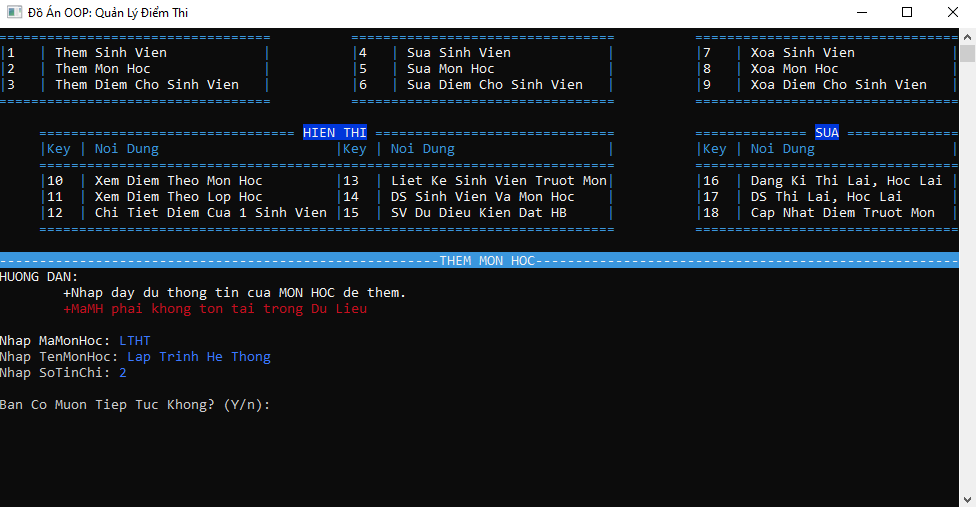 Đồ Án OOP: Quản Lý Điểm Thi
================================= ================================= =================================
|1 | Them Sinh Vien | |4 | Sua Sinh Vien | |7 | Xoa Sinh Vien |
|2 | Them Mon Hoc | |5 | Sua Mon Hoc | |8 | Xoa Mon Hoc |
|3 | Them Diem Cho Sinh Vien | |6 | Sua Diem Cho Sinh Vien | |9 | Xoa Diem Cho Sinh Vien |
================================= ================================= =================================
================================ HIEN THI ============================== ============== SUA ==============
|Key | Noi Dung |Key | Noi Dung | |Key | Noi Dung |
======================================================================== =================================
|10 | Xem Diem Theo Mon Hoc |13 | Liet Ke Sinh Vien Truot Mon| |16 | Dang Ki Thi Lai, Hoc Lai |
|11 | Xem Diem Theo Lop Hoc |14 | DS Sinh Vien Va Mon Hoc | |17 | DS Thi Lai, Hoc Lai |
|12 | Chi Tiet Diem Cua 1 Sinh Vien |15 | SV Du Dieu Kien Dat HB | |18 | Cap Nhat Diem Truot Mon |
======================================================================== =================================
-------------------------------------------------------THEM MON HOC-----------------------------------------------------
HUONG DAN:
+Nhap day du thong tin cua MON HOC de them.
+MaMH phai khong ton tai trong Du Lieu
Nhap MaMonHoc: LTHT
Nhap TenMonHoc: Lap Trinh He Thong
Nhap SoTinChi: 2
Ban Co Muon Tiep Tuc Khong? (Y/n):